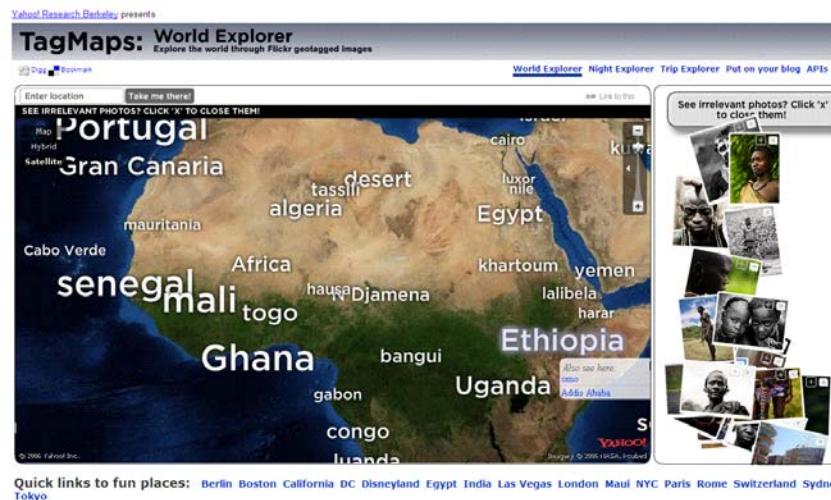 Yahoo! Research Berkeley presents
TagMaps: World Explorer
Explore the world through Flickr geotagged images
Digg Bookmark
World Explorer Night Explorer Trip Explorer Put on your blog APIs
Enter location Take me there! Link to this
SEE IRRELEVANT PHOTOS? CLICK 'X' TO CLOSE THEM!
See irrelevant photos? Click 'x'
to close them!
Map
Hybrid
Satellite
Portugal
cairo
Gran Canaria
desert
tassili
luxor
nile
algeria
Egypt
mauritania
Cabo Verde
Africa
khartoum
yemen
senegal
mali
hausa
N'Djamena
lalibela
togo
harar
Ethiopia
Ghana
bangui
Also see here:
omo
Addis Ababa
Uganda
gabon
congo
luanda
YAHOO!
© 2006 Yahoo! Inc.
Imagery © 2006 NASA, i-cubed
Quick links to fun places: Berlin Boston California DC Disneyland Egypt India Las Vegas London Maui NYC Paris Rome Switzerland
Tokyo